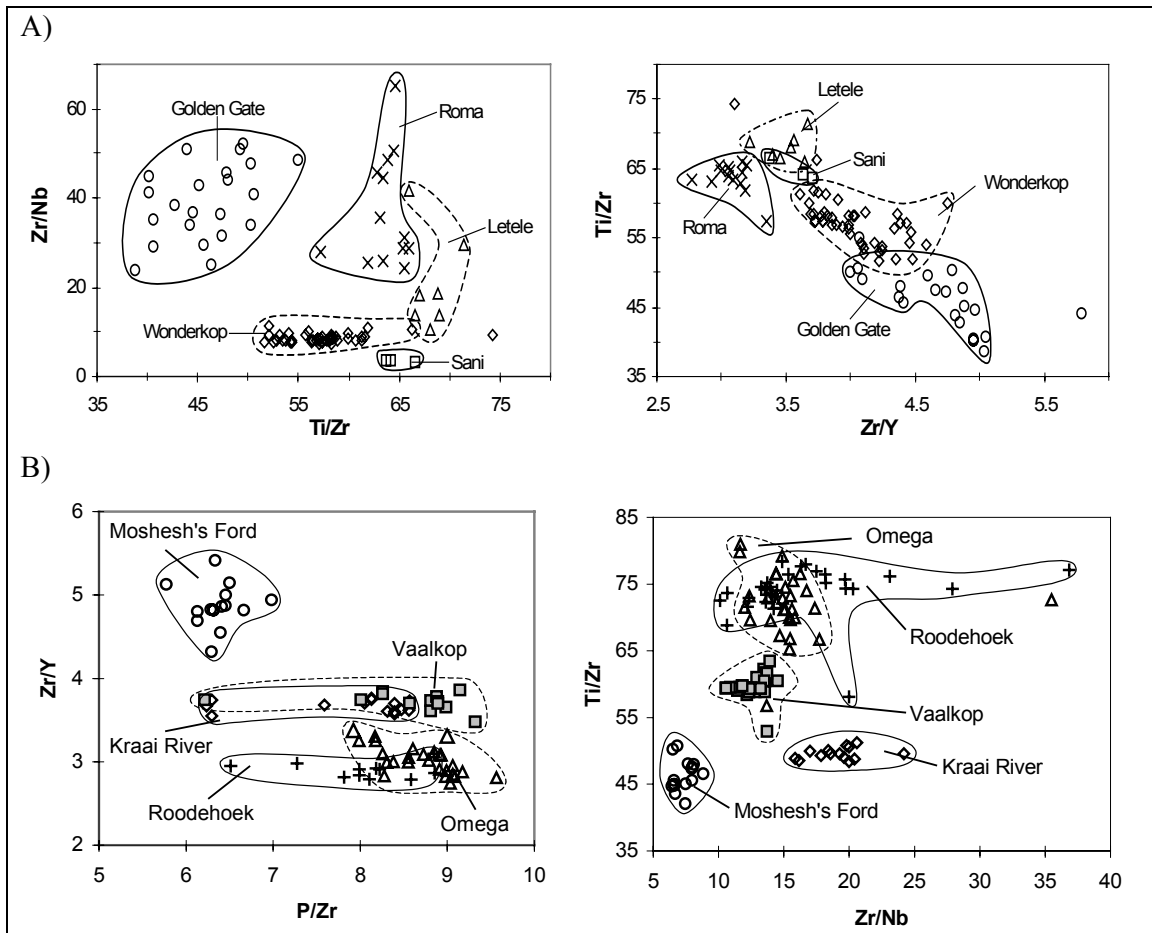 A)
Zr/Nb
80
60
40
20
0
35 45 55 65 75
Ti/Zr
Golden Gate
Roma
Letele
Wonderkop
Sani
Ti/Zr
75
65
55
45
35
2.5 3.5 4.5 5.5
Zr/Y
Letele
Sani
Wonderkop
Roma
Golden Gate
B)
Zr/Y
6
5
4
3
2
5 6 7 8 9 10
P/Zr
Moshesh's Ford
Vaalkop
Kraai River
Roodehoek
Omega
Ti/Zr
85
75
65
55
45
35
5 10 15 20 25 30 35 40
Zr/Nb
Omega
Roodehoek
Vaalkop
Kraai River
Moshesh's Ford